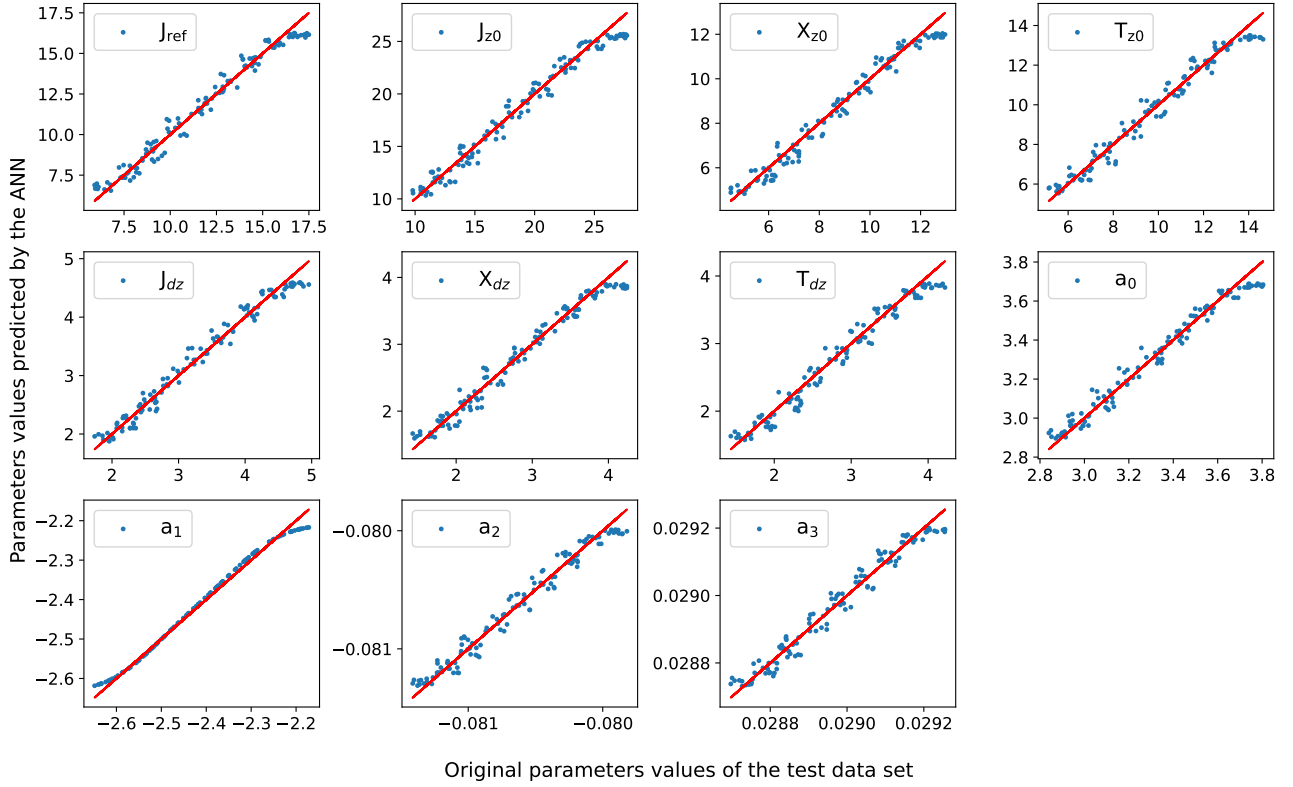 Parameters values predicted by the ANN
17.5
15.0
12.5
10.0
7.5
J_ref
7.5 10.0 12.5 15.0 17.5
25
20
15
10
J_z0
10 15 20 25
12
10
8
6
X_z0
6 8 10 12
14
12
10
8
6
T_z0
6 8 10 12 14
5
4
3
2
J_dz
2 3 4 5
4
3
2
X_dz
2 3 4
4
3
2
T_dz
2 3 4
3.8
3.6
3.4
3.2
3.0
2.8
a_0
2.8 3.0 3.2 3.4 3.6 3.8
−2.2
−2.3
−2.4
−2.5
−2.6
a_1
−2.6 −2.5 −2.4 −2.3 −2.2
−0.080
−0.081
a_2
−0.081 −0.080
0.0292
0.0290
0.0288
a_3
0.0288 0.0290 0.0292
Original parameters values of the test data set